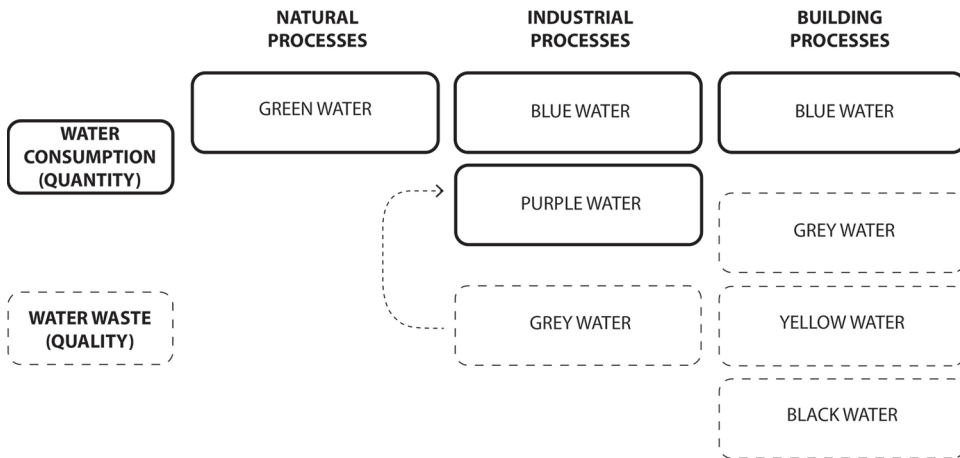 NATURAL
PROCESSES
INDUSTRIAL
PROCESSES
BUILDING
PROCESSES
WATER
CONSUMPTION
(QUANTITY)
GREEN WATER
BLUE WATER
BLUE WATER
PURPLE WATER
GREY WATER
WATER WASTE
(QUALITY)
GREY WATER
YELLOW WATER
BLACK WATER